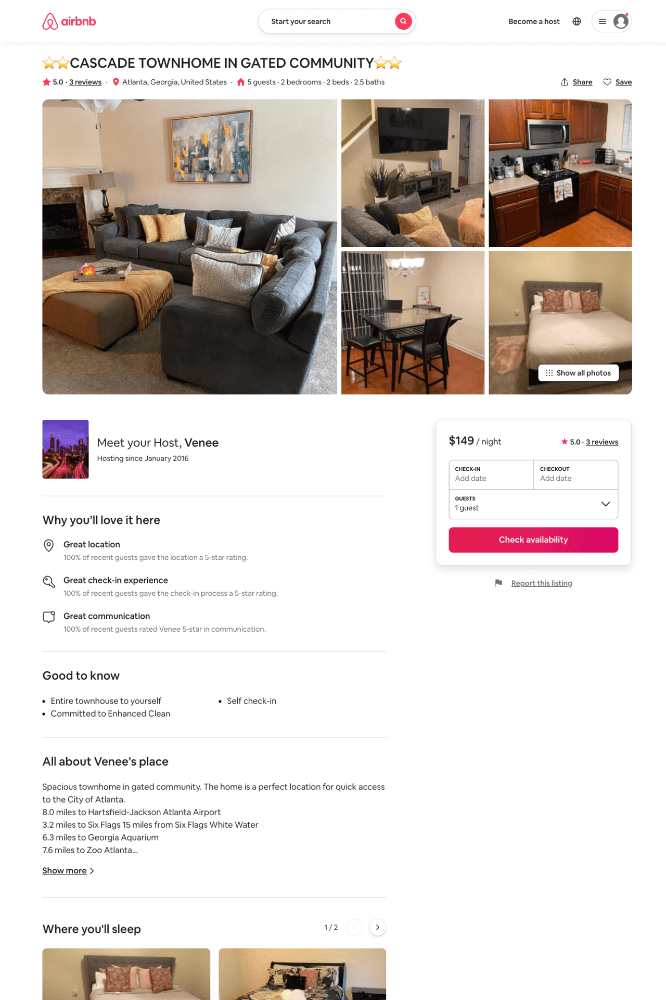 airbnb
Start your search
Become a host
⭐⭐CASCADE TOWNHOME IN GATED COMMUNITY⭐⭐
5.0 · 3 reviews · Atlanta, Georgia, United States · 5 guests · 2 bedrooms · 2 beds · 2.5 baths
Share
Save
Show all photos
Meet your Host, Venee
Hosting since January 2016
$149 / night
5.0 · 3 reviews
CHECK-IN
Add date
CHECKOUT
Add date
GUESTS
1 guest
Check availability
Report this listing
Why you’ll love it here
Great location
100% of recent guests gave the location a 5-star rating.
Great check-in experience
100% of recent guests gave the check-in process a 5-star rating.
Great communication
100% of recent guests rated Venee 5-star in communication.
Good to know
• Entire townhouse to yourself
• Self check-in
• Committed to Enhanced Clean
All about Venee’s place
Spacious townhome in gated community. The home is a perfect location for quick access
to the City of Atlanta.
8.0 miles to Hartsfield-Jackson Atlanta Airport
3.2 miles to Six Flags 15 miles from Six Flags White Water
6.3 miles to Georgia Aquarium
7.6 miles to Zoo Atlanta...
Show more
Where you'll sleep
1 / 2